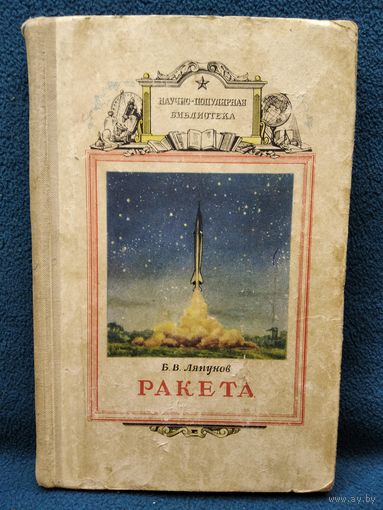 НАУЧНО-ПОПУЛЯРНАЯ
БИБЛИОТЕКА
Б. В. Ляпунов
РАКЕТА
www.ay.by